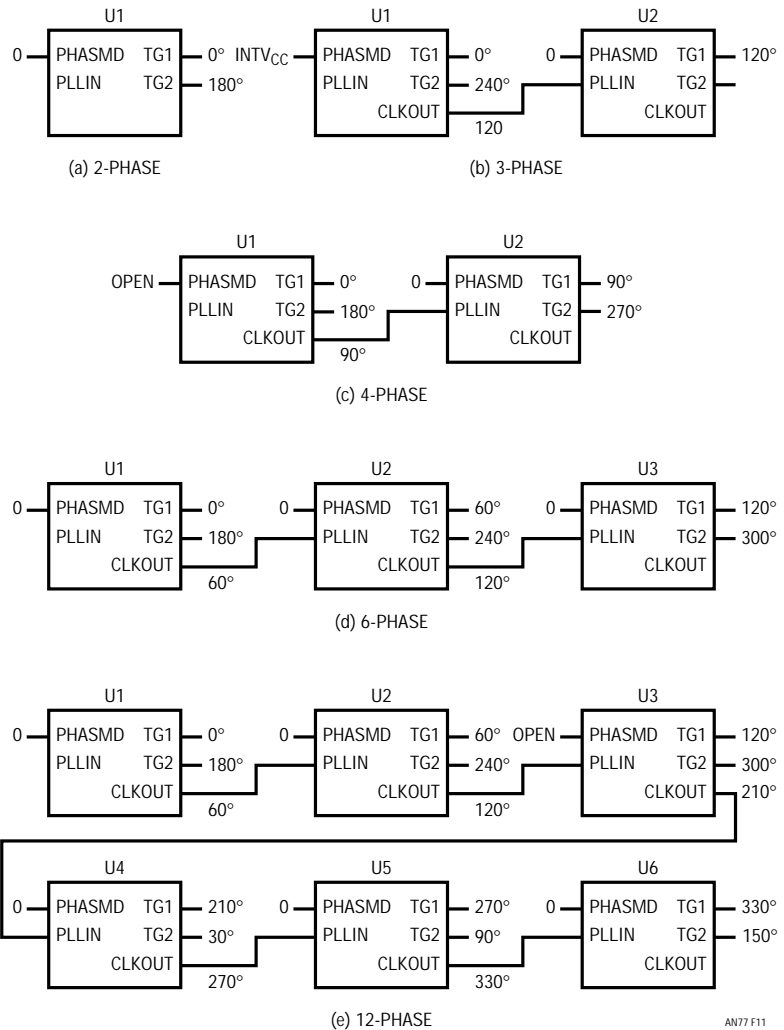 U1 U1 U2
0 PHASMD TG1 0° INTVCC PHASMD TG1 0° 0 PHASMD TG1 120°
PLLIN TG2 180° PLLIN TG2 240° PLLIN TG2
CLKOUT CLKOUT
120
(a) 2-PHASE (b) 3-PHASE
U1 U2
OPEN PHASMD TG1 0° 0 PHASMD TG1 90°
PLLIN TG2 180° PLLIN TG2 270°
CLKOUT CLKOUT
90°
(c) 4-PHASE
U1 U2 U3
0 PHASMD TG1 0° 0 PHASMD TG1 60° 0 PHASMD TG1 120°
PLLIN TG2 180° PLLIN TG2 240° PLLIN TG2 300°
CLKOUT CLKOUT CLKOUT
60° 120°
(d) 6-PHASE
U1 U2 U3
0 PHASMD TG1 0° 0 PHASMD TG1 60° OPEN PHASMD TG1 120°
PLLIN TG2 180° PLLIN TG2 240° PLLIN TG2 300°
CLKOUT CLKOUT CLKOUT 210°
60° 120°
U4 U5 U6
0 PHASMD TG1 210° 0 PHASMD TG1 270° 0 PHASMD TG1 330°
PLLIN TG2 30° PLLIN TG2 90° PLLIN TG2 150°
CLKOUT CLKOUT CLKOUT
270° 330°
(e) 12-PHASE
AN77 F11